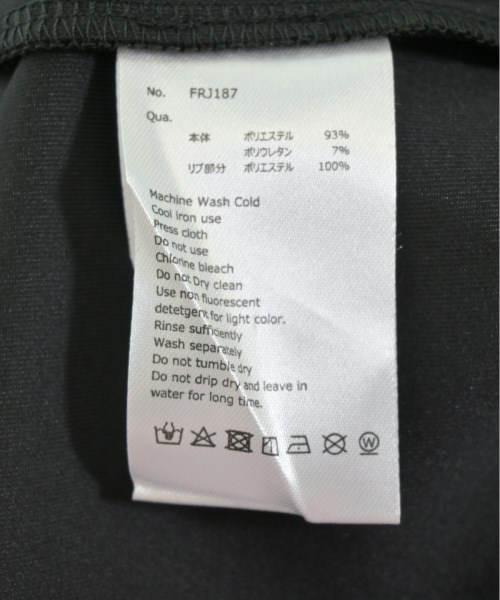 No. FRJ187
Qua.
本体 ポリエステル 93%
ポリウレタン 7%
リブ部分 ポリエステル 100%
Machine Wash Cold
Cool iron use
Press cloth
Do not use
Chlorine bleach
Do not Dry clean
Use non fluorescent
detetgent for light color.
Rinse sufficiently
Wash separately
Do not tumble dry
Do not drip dry and leave in
water for long time.
W